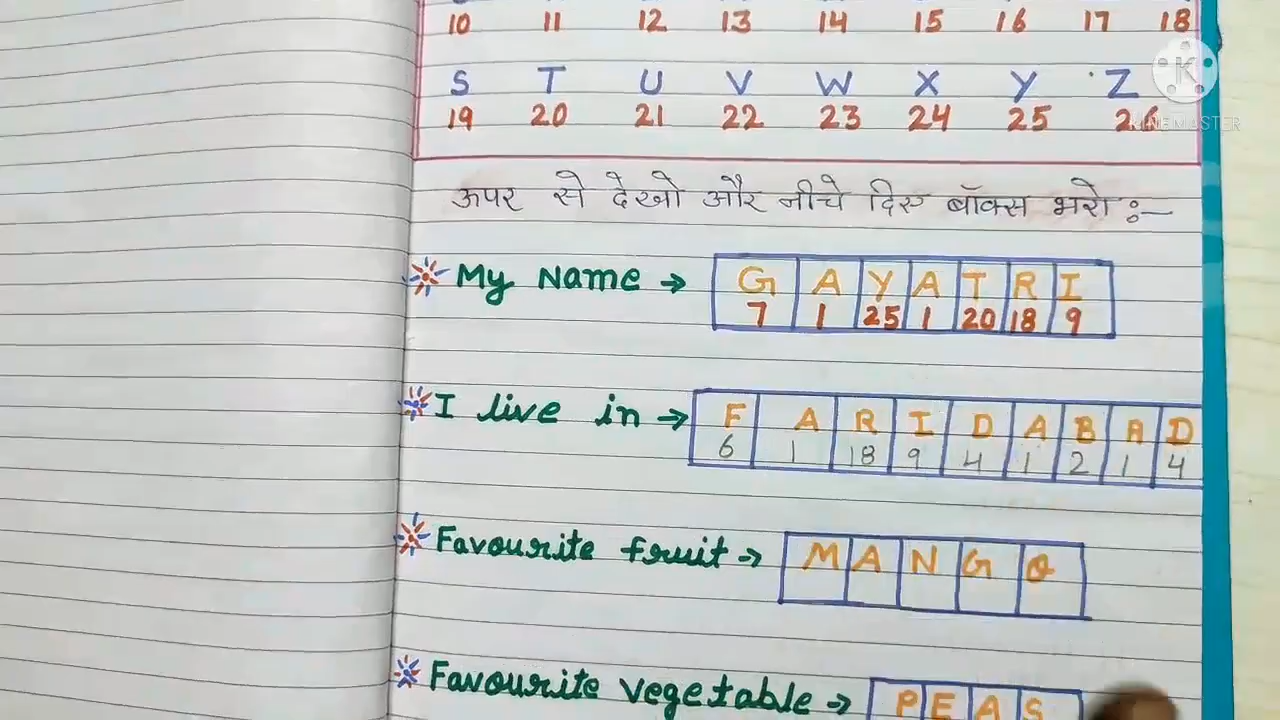 10 11 12 13 14 15 16 17 18
S T U V W X Y Z
19 20 21 22 23 24 25 26
K
KINEMASTER
ऊपर से देखो और नीचे दिए बॉक्स भरो :-
My Name → G A Y A T R I
7 1 25 1 20 18 9
I live in → F A R I D A B A D
6 1 18 9 4 1 2 1 4
Favourite fruit → M A N G O
Favourite vegetable → P E A S